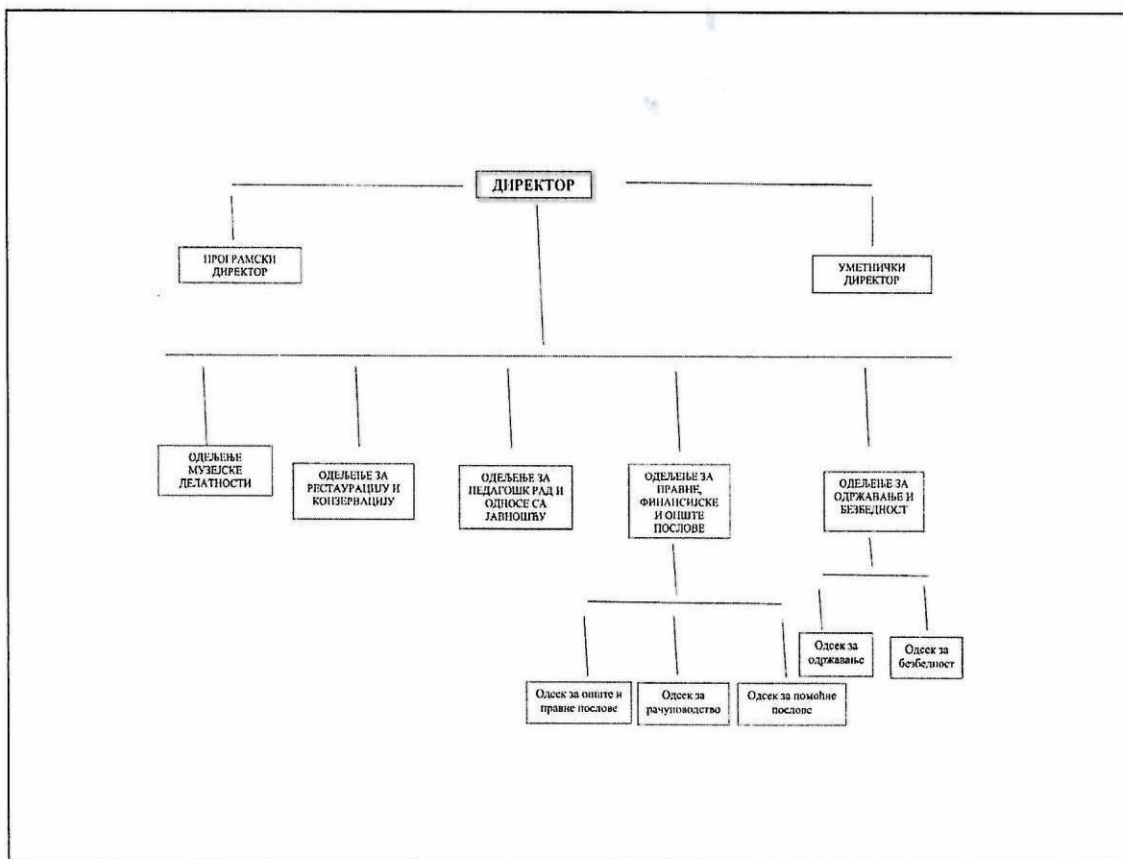 ДИРЕКТОР
ПРОГРАМСКИ
ДИРЕКТОР
УМЕТНИЧКИ
ДИРЕКТОР
ОДЕЉЕЊЕ
МУЗЕЈСКЕ
ДЕЛАТНОСТИ
ОДЕЉЕЊЕ ЗА
РЕСТАУРАЦИЈУ И
КОНЗЕРВАЦИЈУ
ОДЕЉЕЊЕ ЗА
ПЕДАГОШК РАД И
ОДНОСЕ СА
ЈАВНОШЋУ
ОДЕЉЕЊЕ ЗА
ПРАВНЕ,
ФИНАНСИЈСКЕ
И ОПШТЕ
ПОСЛОВЕ
ОДЕЉЕЊЕ ЗА
ОДРЖАВАЊЕ И
БЕЗБЕДНОСТ
Одсек за
одржавање
Одсек за
безбедност
Одсек за опште и
правне послове
Одсек за
рачуноводство
Одсек за помоћне
послове